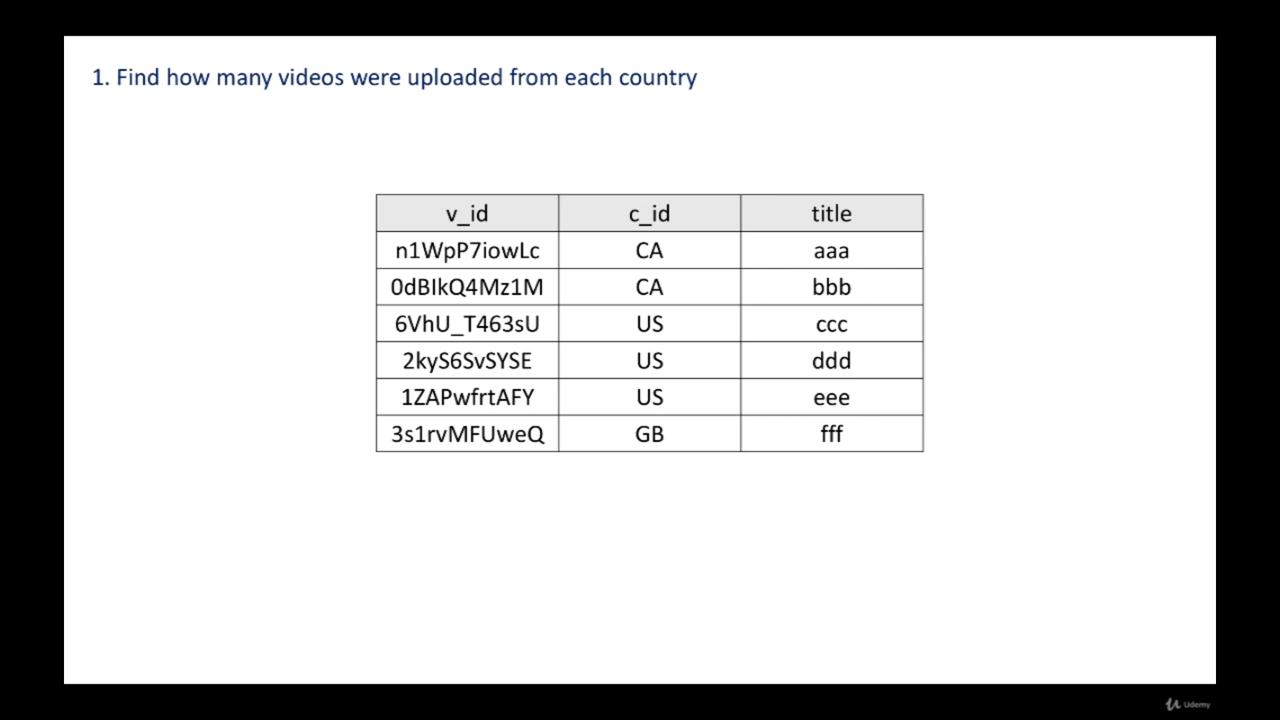 1. Find how many videos were uploaded from each country
v_id c_id title
n1WpP7iowLc CA aaa
0dBIkQ4Mz1M CA bbb
6VhU_T463sU US ccc
2kyS6SvSYSE US ddd
1ZAPwfrtAFY US eee
3s1rvMFUweQ GB fff
Udemy